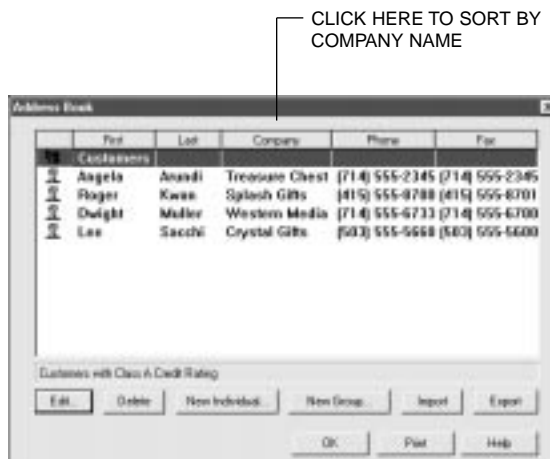 CLICK HERE TO SORT BY
COMPANY NAME
Address Book
First Last Company Phone Fax
Customers
Angela Arundi Treasure Chest (714) 555-2345 (714) 555-2345
Roger Kwan Splash Gifts (415) 555-8700 (415) 555-8701
Dwight Muller Western Media (714) 555-6733 (714) 555-6700
Lee Sacchi Crystal Gifts (503) 555-5660 (503) 555-5600
Customers with Class A Credit Rating
Edit... Delete New Individual... New Group... Import Export
OK Print Help